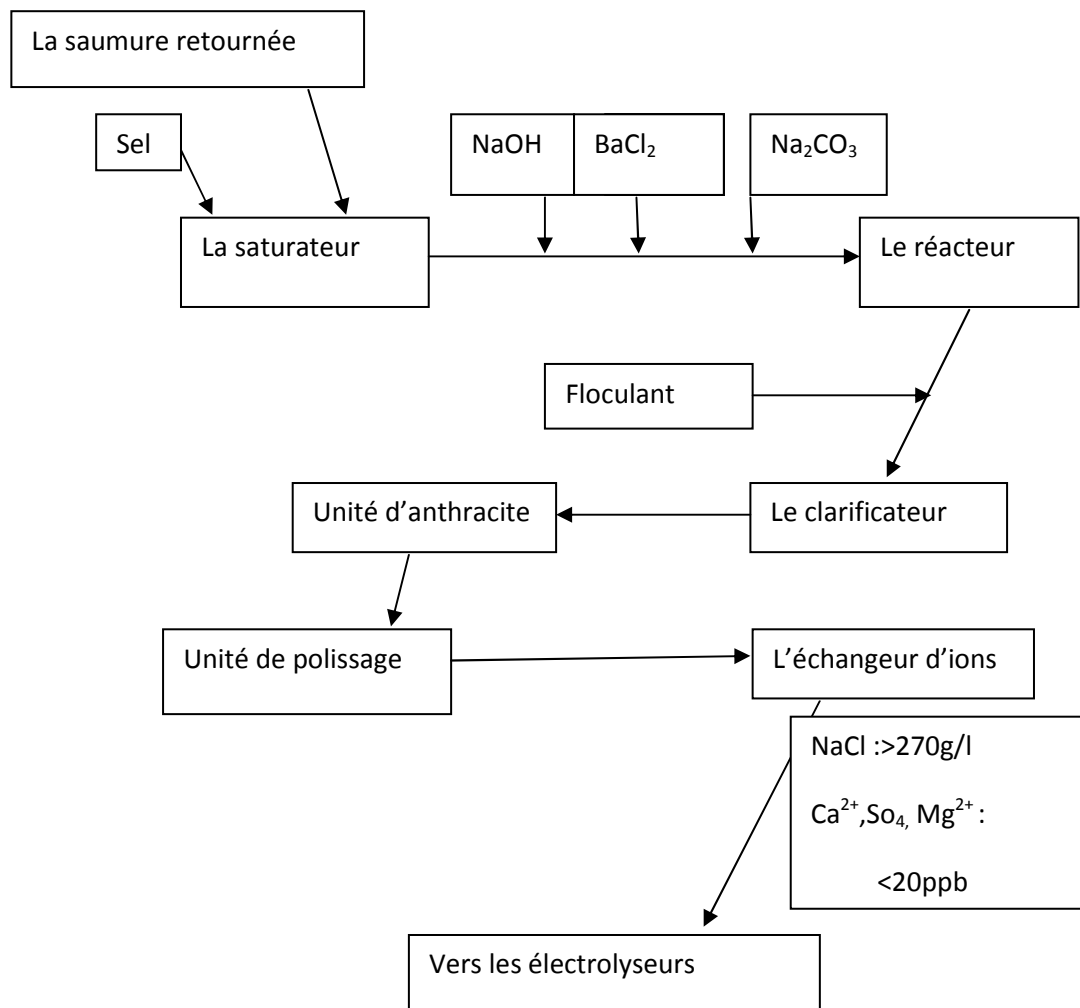 La saumure retournée
Sel
NaOH
BaCl₂
Na₂CO₃
La saturateur
Le réacteur
Floculant
Unité d’anthracite
Le clarificateur
Unité de polissage
L’échangeur d’ions
NaCl :>270g/l
Ca²⁺,So₄, Mg²⁺ :
<20ppb
Vers les électrolyseurs